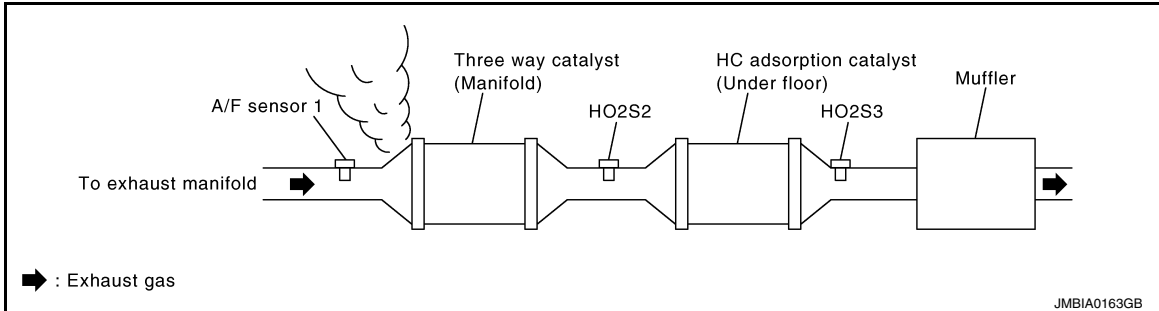 Three way catalyst
(Manifold)
HC adsorption catalyst
(Under floor)
Muffler
A/F sensor 1
HO2S2
HO2S3
To exhaust manifold
: Exhaust gas
JMBIA0163GB